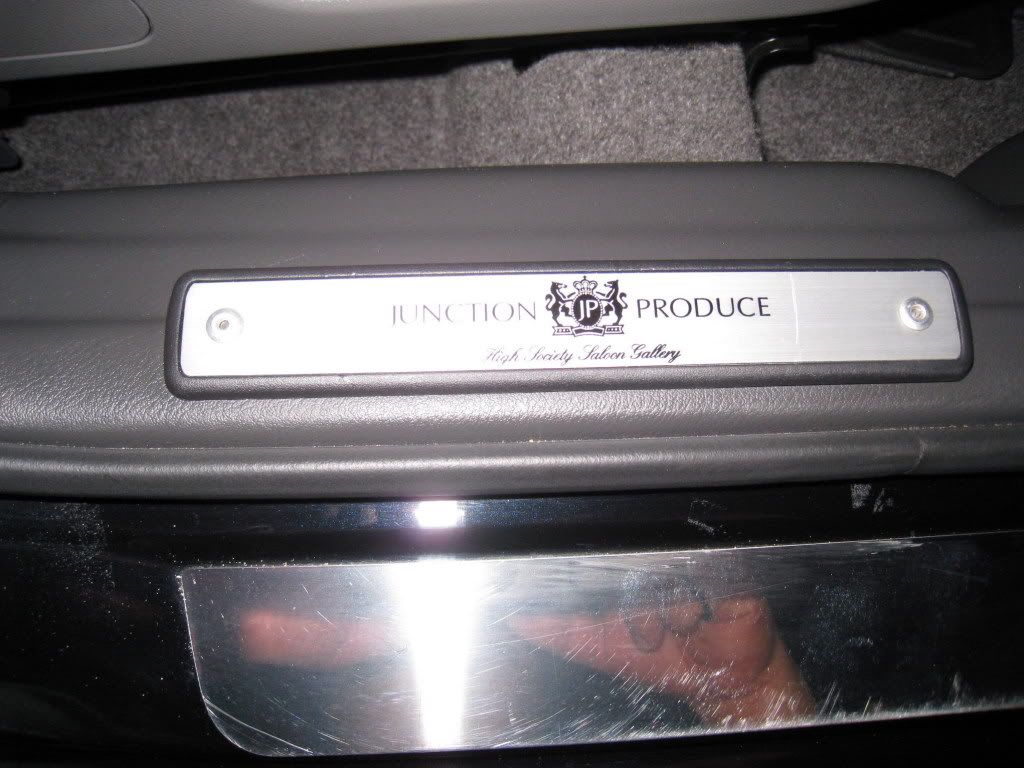 JUNCTION JP PRODUCE
High Society Saloon Gallery